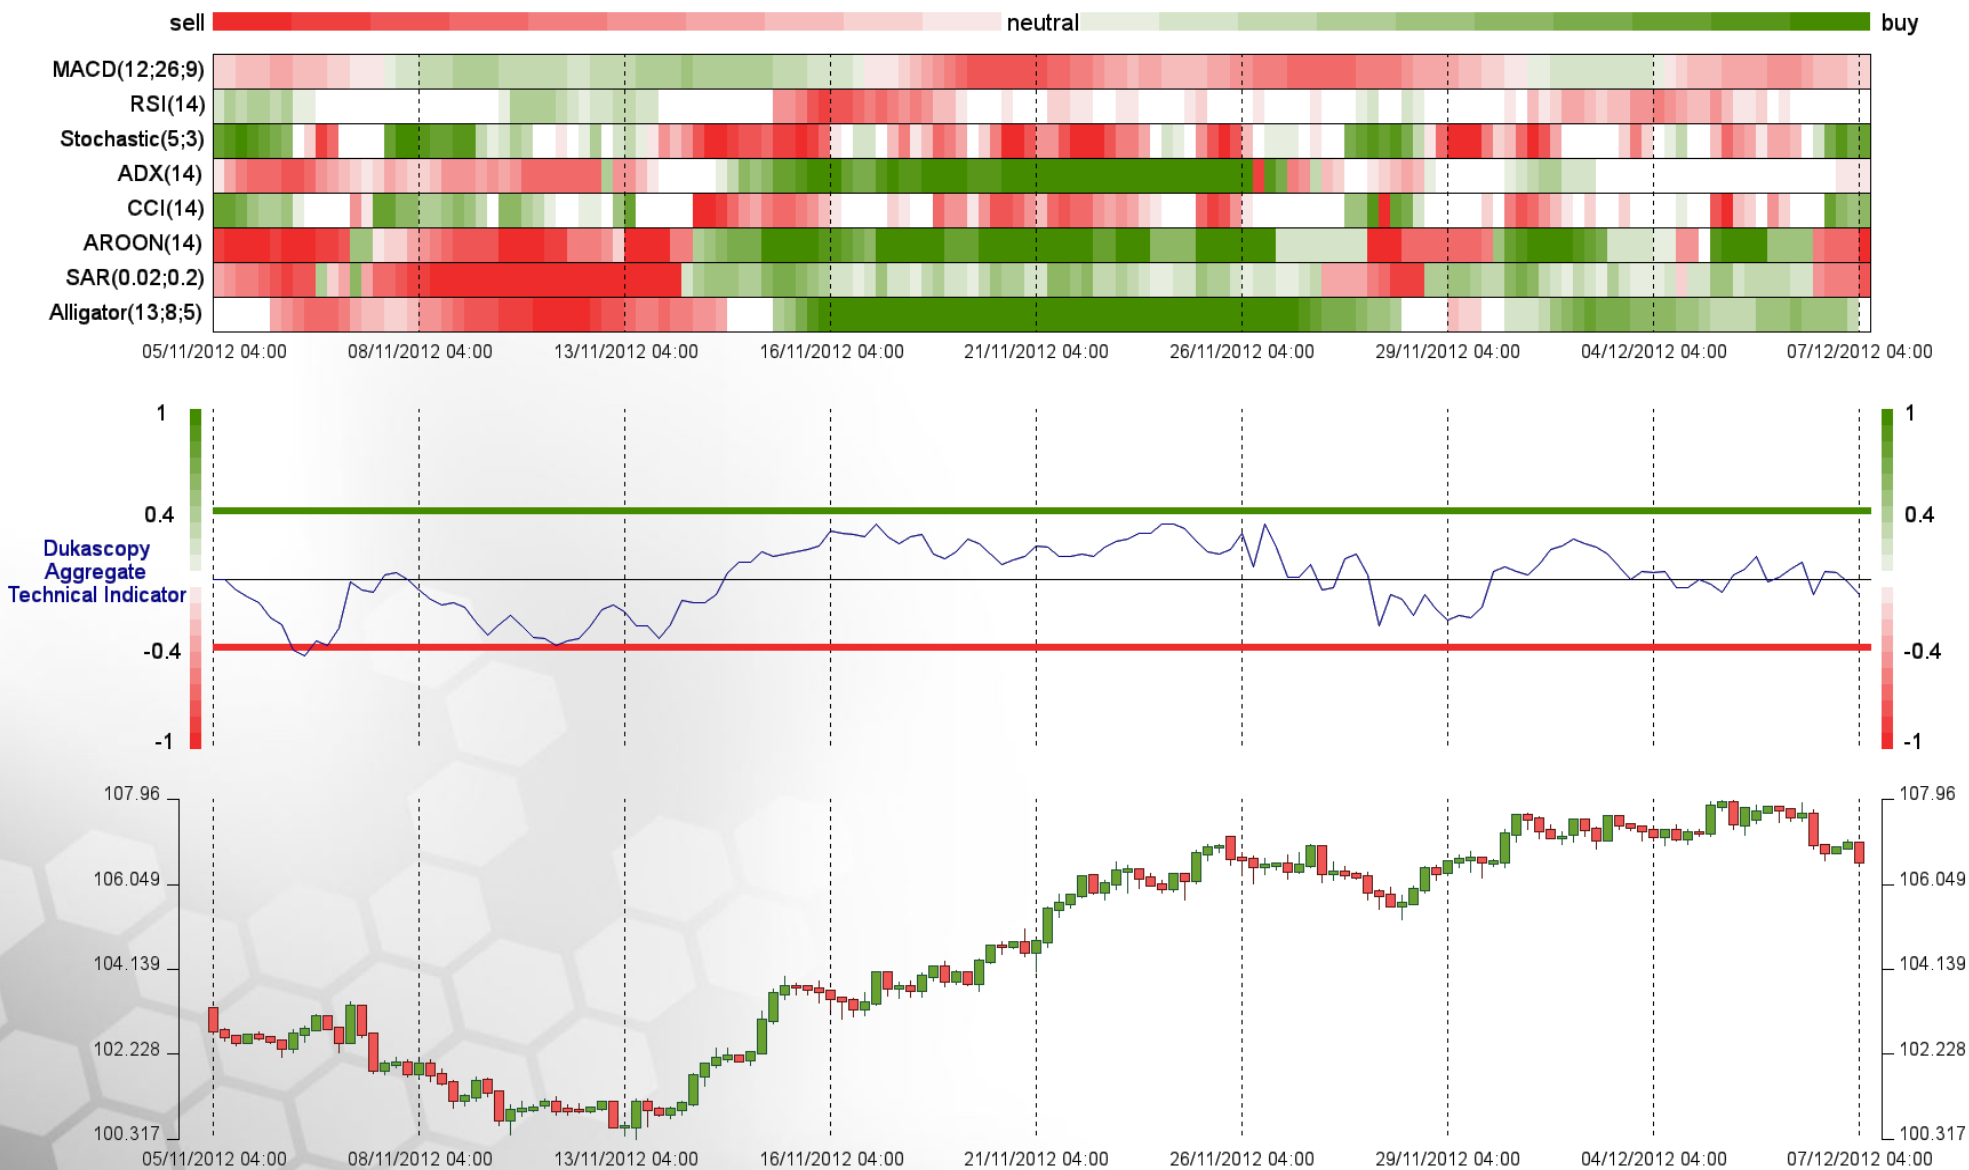 sell neutral buy
MACD(12;26;9)
RSI(14)
Stochastic(5;3)
ADX(14)
CCI(14)
AROON(14)
SAR(0.02;0.2)
Alligator(13;8;5)
05/11/2012 04:00 08/11/2012 04:00 13/11/2012 04:00 16/11/2012 04:00 21/11/2012 04:00 26/11/2012 04:00 29/11/2012 04:00 04/12/2012 04:00 07/12/2012 04:00
1 1
0.4 0.4
Dukascopy
Aggregate
Technical Indicator
-0.4 -0.4
-1 -1
107.96 107.96
106.049 106.049
104.139 104.139
102.228 102.228
100.317 100.317
05/11/2012 04:00 08/11/2012 04:00 13/11/2012 04:00 16/11/2012 04:00 21/11/2012 04:00 26/11/2012 04:00 29/11/2012 04:00 04/12/2012 04:00 07/12/2012 04:00